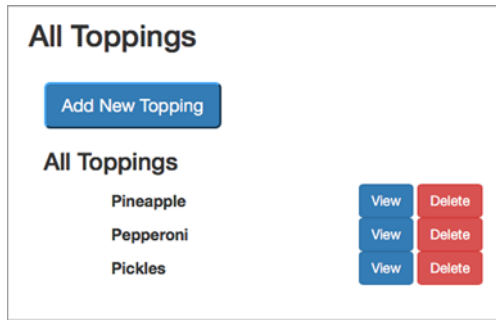 All Toppings
Add New Topping
All Toppings
Pineapple View Delete
Pepperoni View Delete
Pickles View Delete